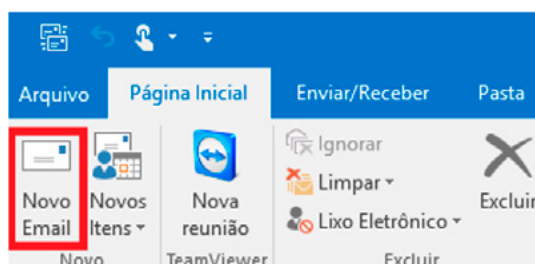 Arquivo Página Inicial Enviar/Receber Pasta
Novo Email
Novos Itens
Nova reunião
Ignorar
Limpar
Lixo Eletrônico
Excluir
Novo TeamViewer Excluir